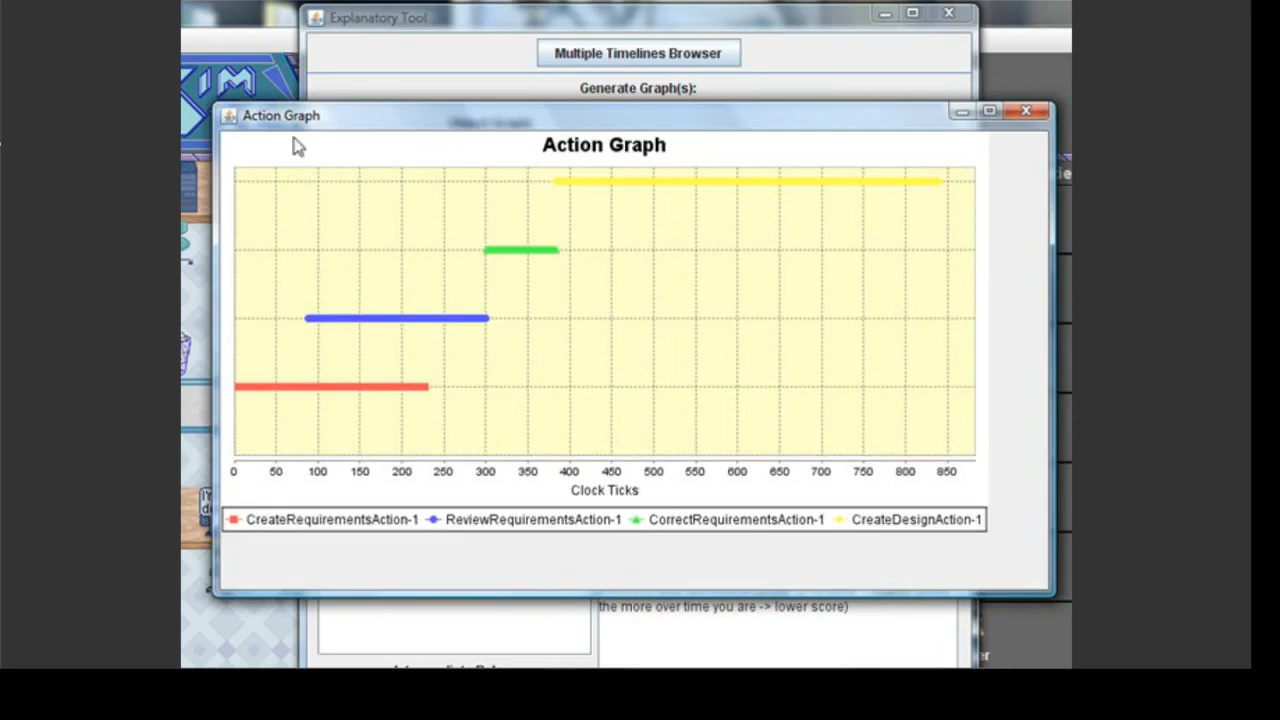 Explanatory Tool
Multiple Timelines Browser
Generate Graph(s):
Action Graph
Action Graph
0 50 100 150 200 250 300 350 400 450 500 550 600 650 700 750 800 850
Clock Ticks
CreateRequirementsAction-1 ReviewRequirementsAction-1 CorrectRequirementsAction-1 CreateDesignAction-1
the more over time you are -> lower score)